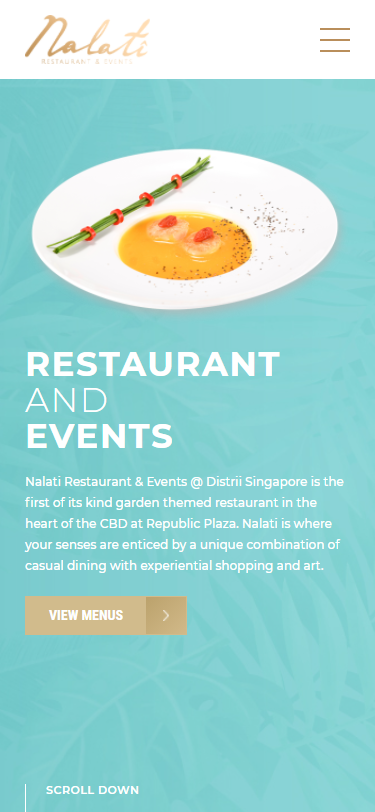 Nalati
RESTAURANT & EVENTS
RESTAURANT
AND
EVENTS
Nalati Restaurant & Events @ Distrii Singapore is the
first of its kind garden themed restaurant in the
heart of the CBD at Republic Plaza. Nalati is where
your senses are enticed by a unique combination of
casual dining with experiential shopping and art.
VIEW MENUS
SCROLL DOWN